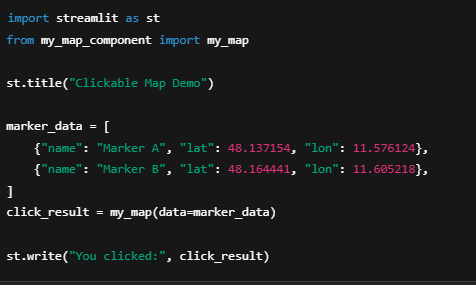 import streamlit as st
from my_map_component import my_map
st.title("Clickable Map Demo")
marker_data = [
{"name": "Marker A", "lat": 48.137154, "lon": 11.576124},
{"name": "Marker B", "lat": 48.164441, "lon": 11.605218},
]
click_result = my_map(data=marker_data)
st.write("You clicked:", click_result)